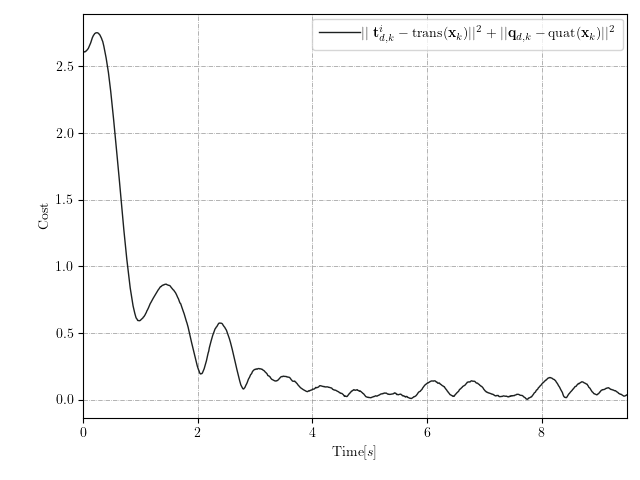 || t^i_{d,k} − trans(x_k)||^2 + ||q_{d,k} − quat(x_k)||^2
2.5
2.0
1.5
1.0
0.5
0.0
Cost
0 2 4 6 8
Time[s]